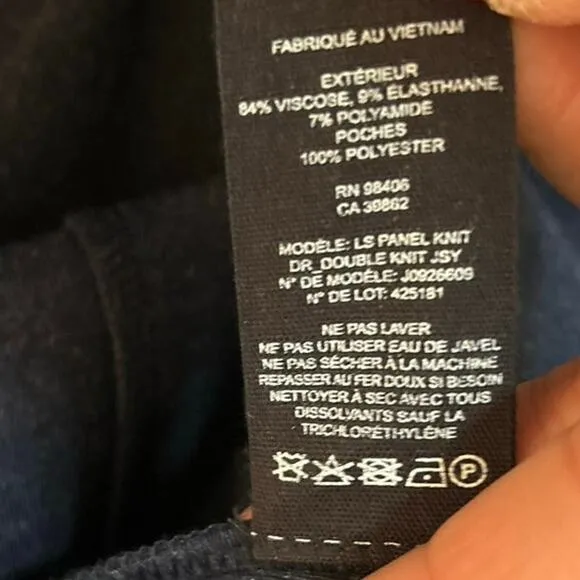 FABRIQUÉ AU VIETNAM
EXTÉRIEUR
84% VISCOSE, 9% ÉLASTHANNE,
7% POLYAMIDE
POCHES
100% POLYESTER
RN 98406
CA 39862
MODÈLE: LS PANEL KNIT
DR_DOUBLE KNIT JSY
N° DE MODÈLE: J0926609
N° DE LOT: 425181
NE PAS LAVER
NE PAS UTILISER EAU DE JAVEL
NE PAS SÉCHER À LA MACHINE
REPASSER AU FER DOUX SI BESOIN
NETTOYER À SEC AVEC TOUS
DISSOLVANTS SAUF LA
TRICHLORÉTHYLÈNE
P